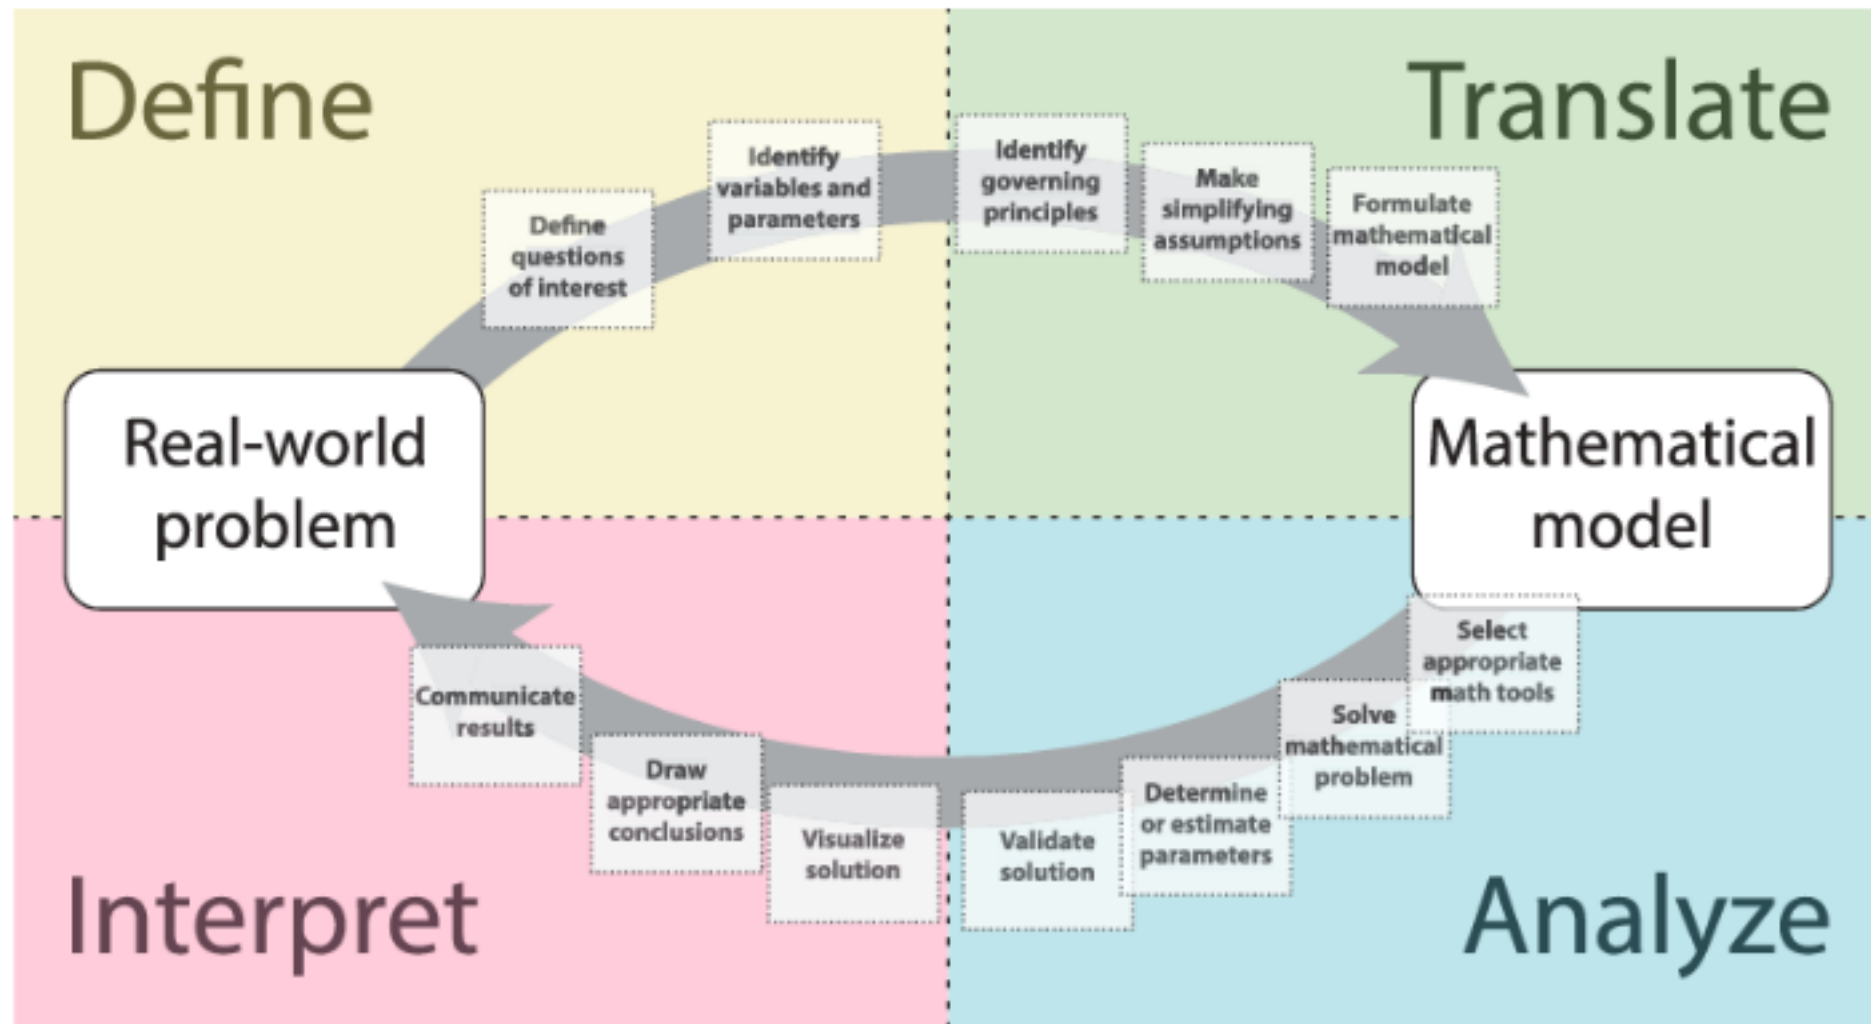 Define
Translate
Define
questions
of interest
Identify
variables and
parameters
Identify
governing
principles
Make
simplifying
assumptions
Formulate
mathematical
model
Real-world
problem
Mathematical
model
Select
appropriate
math tools
Solve
mathematical
problem
Determine
or estimate
parameters
Validate
solution
Visualize
solution
Draw
appropriate
conclusions
Communicate
results
Interpret
Analyze